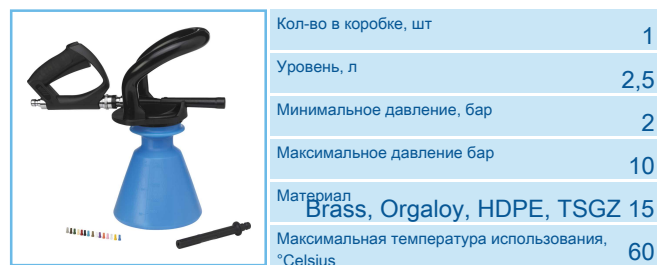 Кол-во в коробке, шт
1
Уровень, л
2,5
Минимальное давление, бар
2
Максимальное давление бар
10
Материал
Brass, Orgaloy, HDPE, TSGZ 15
Максимальная температура использования,
°Celsius
60